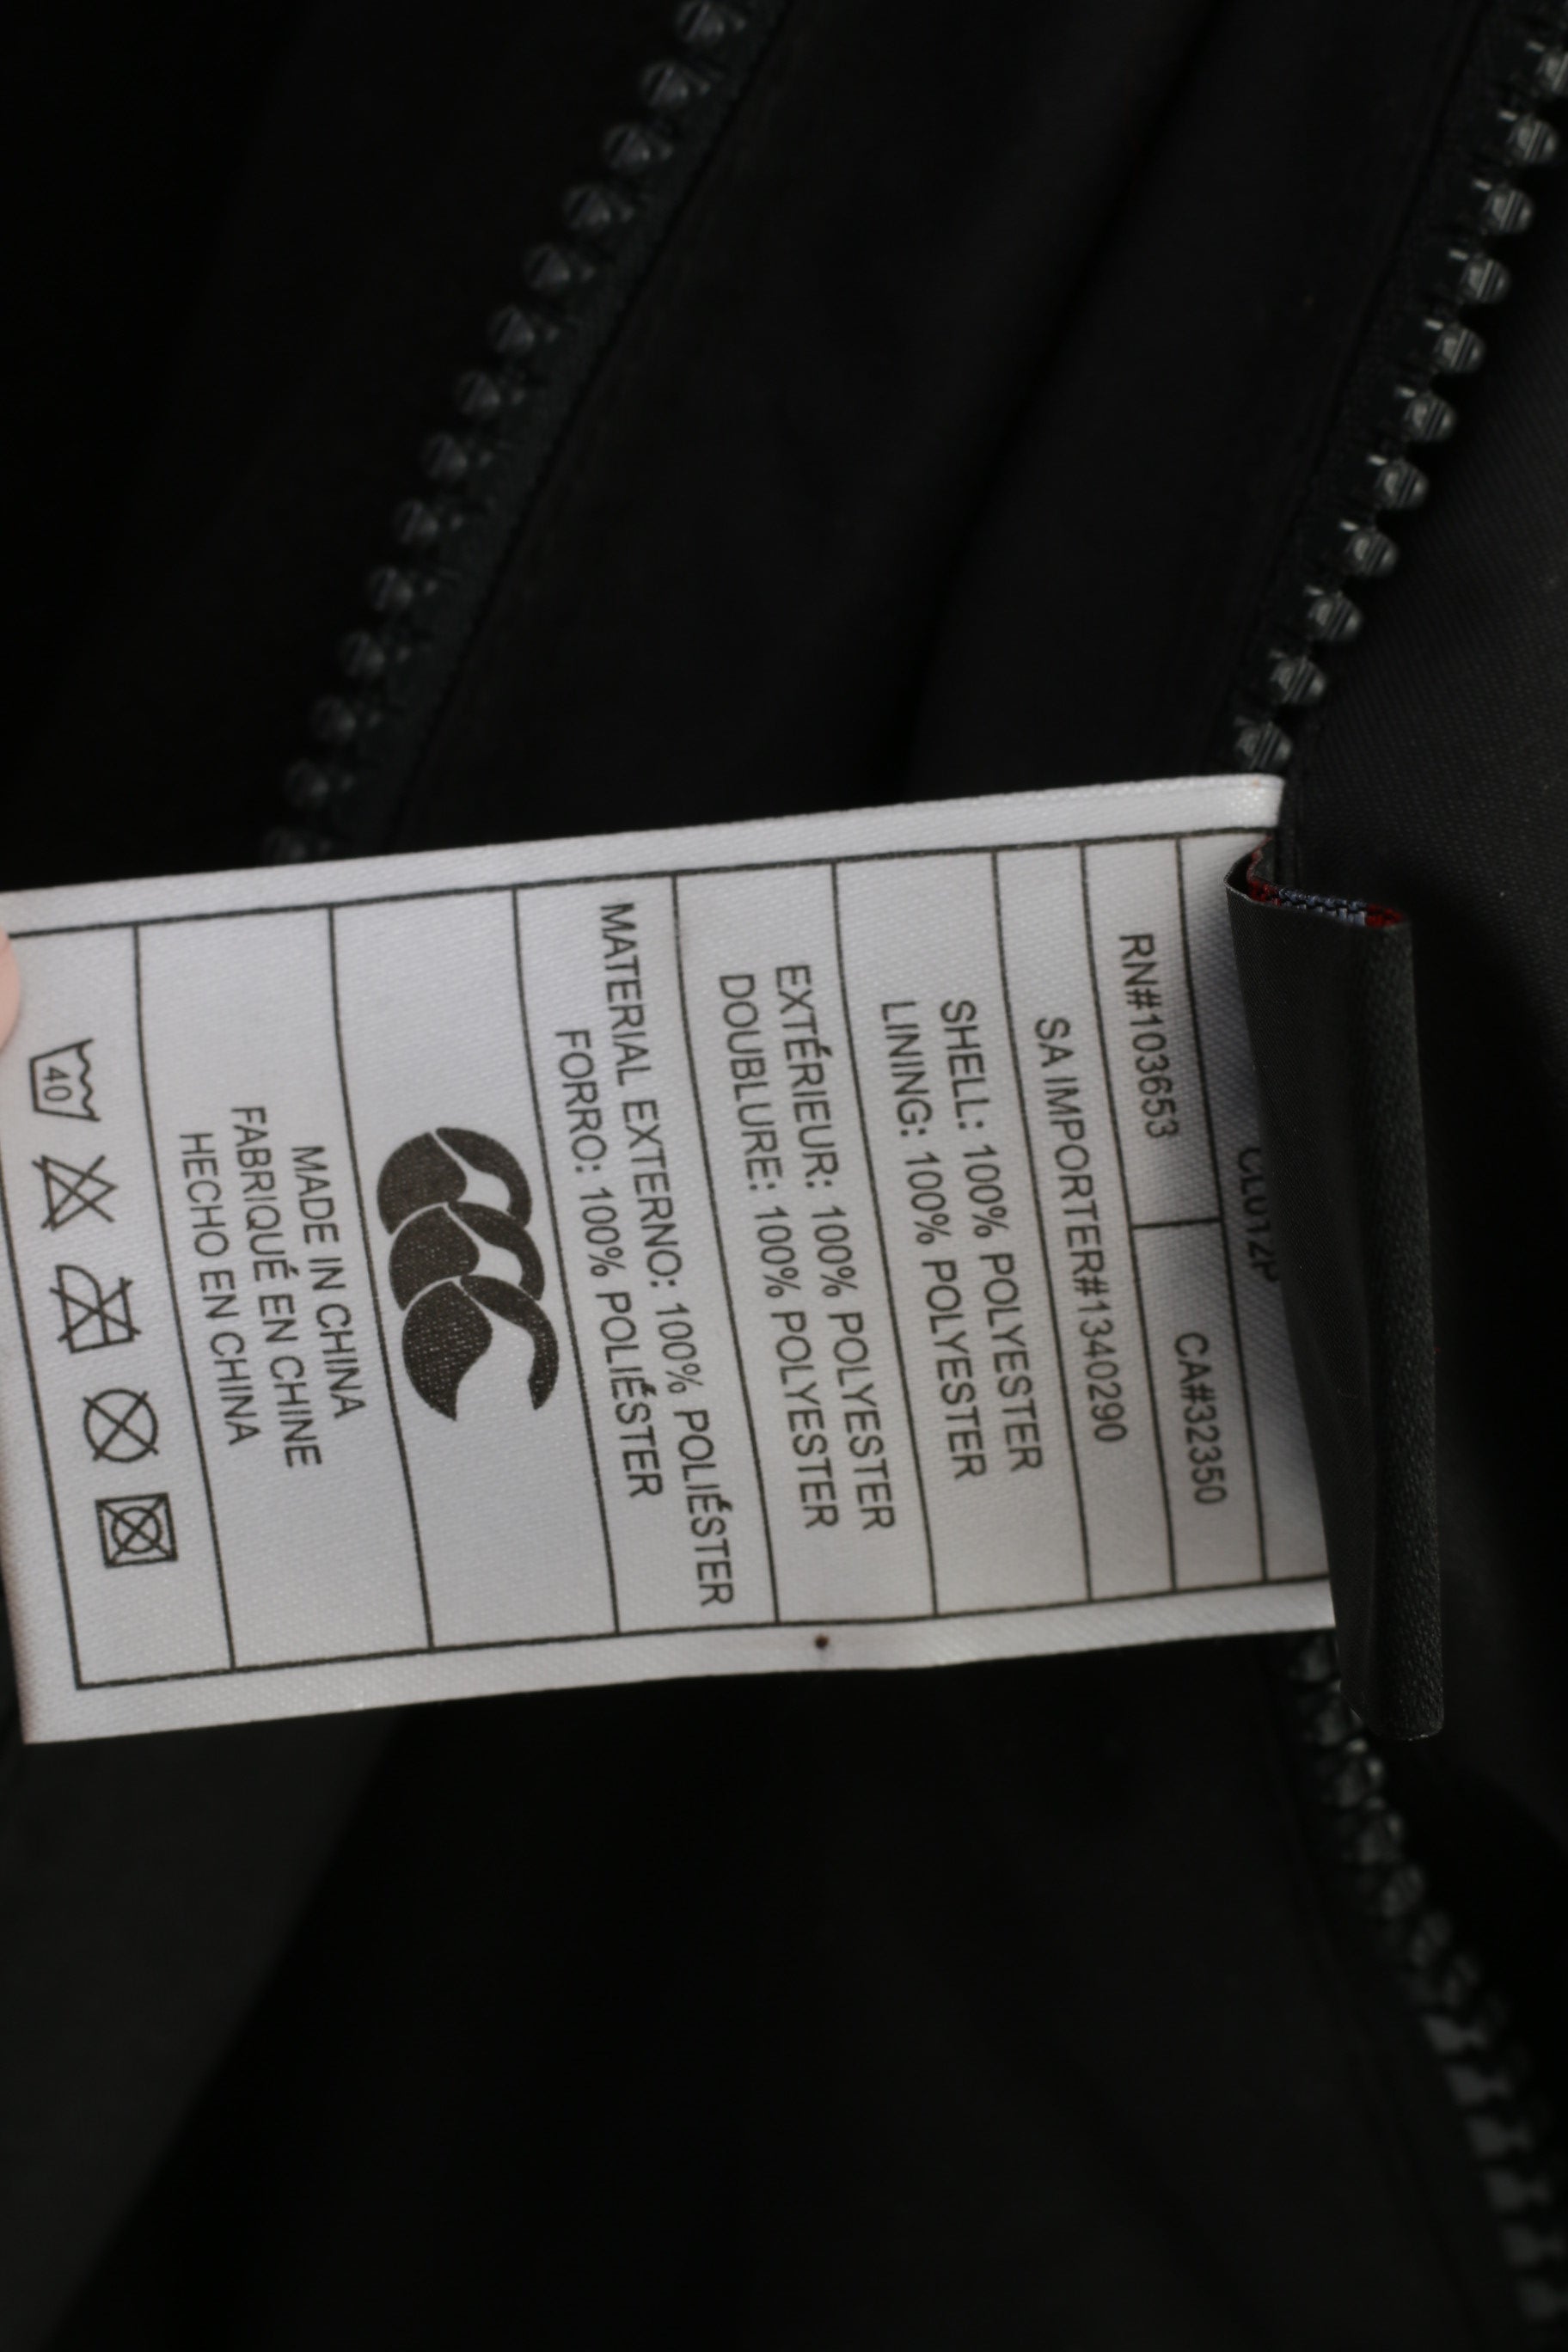 RN#103653 CA#32350
SA IMPORTER#1340290
SHELL: 100% POLYESTER
LINING: 100% POLYESTER
EXTÉRIEUR: 100% POLYESTER
DOUBLURE: 100% POLYESTER
MATERIAL EXTERNO: 100% POLIÉSTER
FORRO: 100% POLIÉSTER
MADE IN CHINA
FABRIQUÉ EN CHINE
HECHO EN CHINA
40